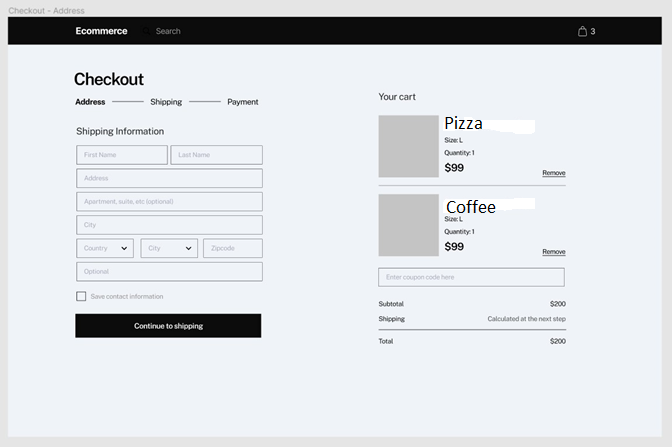 Checkout - Address
Ecommerce Search 3
Checkout
Address Shipping Payment
Shipping Information
First Name Last Name
Address
Apartment, suite, etc (optional)
City
Country City Zipcode
Optional
Save contact information
Continue to shipping
Your cart
Pizza
Size: L
Quantity: 1
$99
Remove
Coffee
Size: L
Quantity: 1
$99
Remove
Enter coupon code here
Subtotal $200
Shipping Calculated at the next step
Total $200